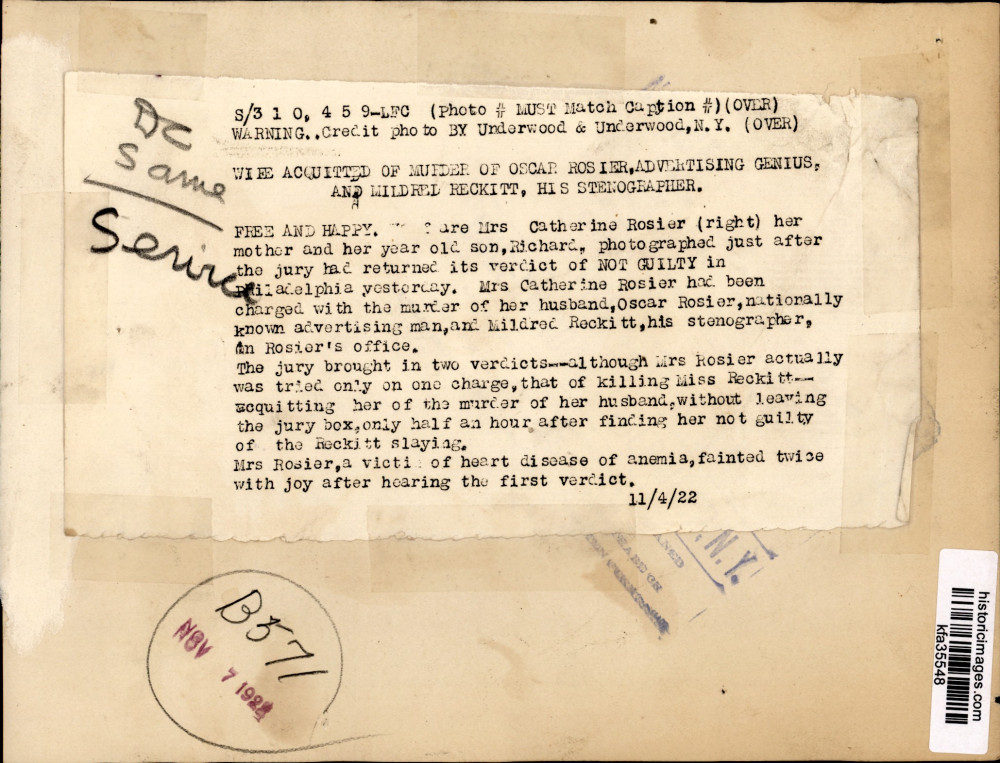 DC
Same
Service
S/3 1 0, 4 5 9-LFC (Photo # MUST Match Caption #)(OVER)
WARNING..Credit photo BY Underwood & Underwood,N.Y. (OVER)
WIFE ACQUITTED OF MURDER OF OSCAR ROSIER,ADVERTISING GENIUS,
AND MILDRED RECKITT, HIS STENOGRAPHER.
FREE AND HAPPY. are Mrs Catherine Rosier (right) her
mother and her year old son,Richard, photographed just after
the jury had returned its verdict of NOT GUILTY in
Philadelphia yesterday. Mrs Catherine Rosier had been
charged with the murder of her husband,Oscar Rosier,nationally
known advertising man,and Mildred Reckitt,his stenographer,
in Rosier's office.
The jury brought in two verdicts--although Mrs Rosier actually
was tried only on one charge,that of killing Miss Reckitt--
acquitting her of the murder of her husband,without leaving
the jury box,only half an hour after finding her not guilty
of the Reckitt slaying.
Mrs Rosier,a victi of heart disease of anemia,fainted twice
with joy after hearing the first verdict.
11/4/22
N.Y.
B571
NOV 7 192
historicimages.com
kfa35548